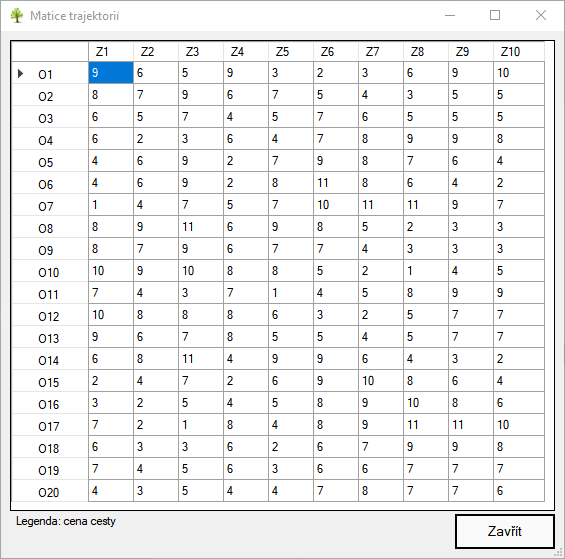 Matice trajektorií
Z1 Z2 Z3 Z4 Z5 Z6 Z7 Z8 Z9 Z10
O1 9 6 5 9 3 2 3 6 9 10
O2 8 7 9 6 7 5 4 3 5 5
O3 6 5 7 4 5 7 6 5 5 5
O4 6 2 3 6 4 7 8 9 9 8
O5 4 6 9 2 7 9 8 7 6 4
O6 4 6 9 2 8 11 8 6 4 2
O7 1 4 7 5 7 10 11 11 9 7
O8 8 9 11 6 9 8 5 2 3 3
O9 8 7 9 6 7 7 4 3 3 3
O10 10 9 10 8 8 5 2 1 4 5
O11 7 4 3 7 1 4 5 8 9 9
O12 10 8 8 8 6 3 2 5 7 7
O13 9 6 7 8 5 5 4 5 7 7
O14 6 8 11 4 9 9 6 4 3 2
O15 2 4 7 2 6 9 10 8 6 4
O16 3 2 5 4 5 8 9 10 8 6
O17 7 2 1 8 4 8 9 11 11 10
O18 6 3 3 6 2 6 7 9 9 8
O19 7 4 5 6 3 6 6 7 7 7
O20 4 3 5 4 4 7 8 7 7 6
Legenda: cena cesty
Zavřít